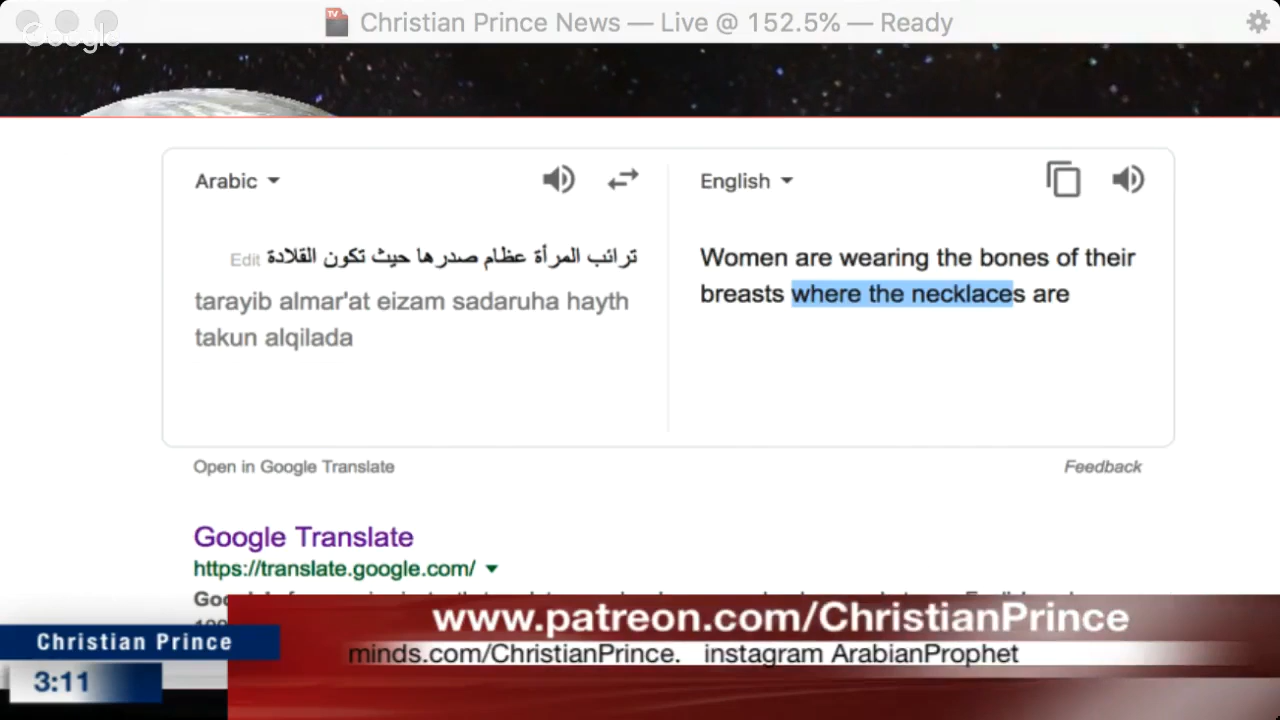 Christian Prince News — Live @ 152.5% — Ready
Google
Arabic
English
ترائب المرأة عظام صدرها حيث تكون القلادة Edit
tarayib almar'at eizam sadaruha hayth
takun alqilada
Women are wearing the bones of their
breasts where the necklaces are
Open in Google Translate
Feedback
Google Translate
https://translate.google.com/
www.patreon.com/ChristianPrince
Christian Prince
minds.com/ChristianPrince. instagram ArabianProphet
3:11